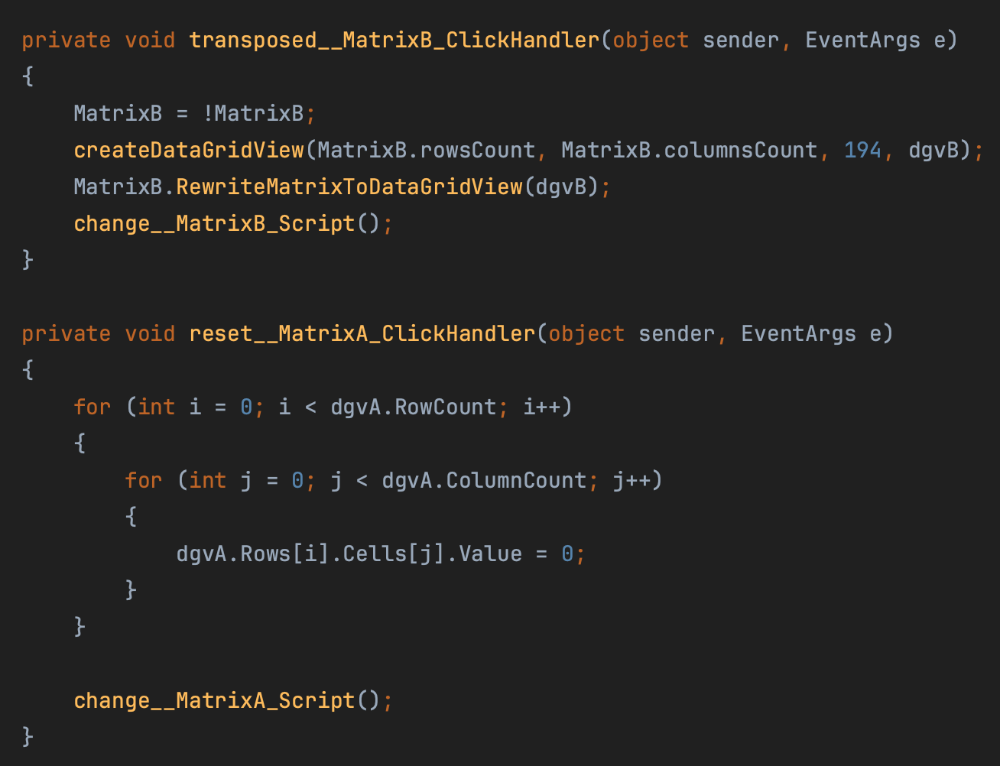 private void transposed__MatrixB_ClickHandler(object sender, EventArgs e)
{
    MatrixB = !MatrixB;
    createDataGridView(MatrixB.rowsCount, MatrixB.columnsCount, 194, dgvB);
    MatrixB.RewriteMatrixToDataGridView(dgvB);
    change__MatrixB_Script();
}

private void reset__MatrixA_ClickHandler(object sender, EventArgs e)
{
    for (int i = 0; i < dgvA.RowCount; i++)
    {
        for (int j = 0; j < dgvA.ColumnCount; j++)
        {
            dgvA.Rows[i].Cells[j].Value = 0;
        }
    }

    change__MatrixA_Script();
}